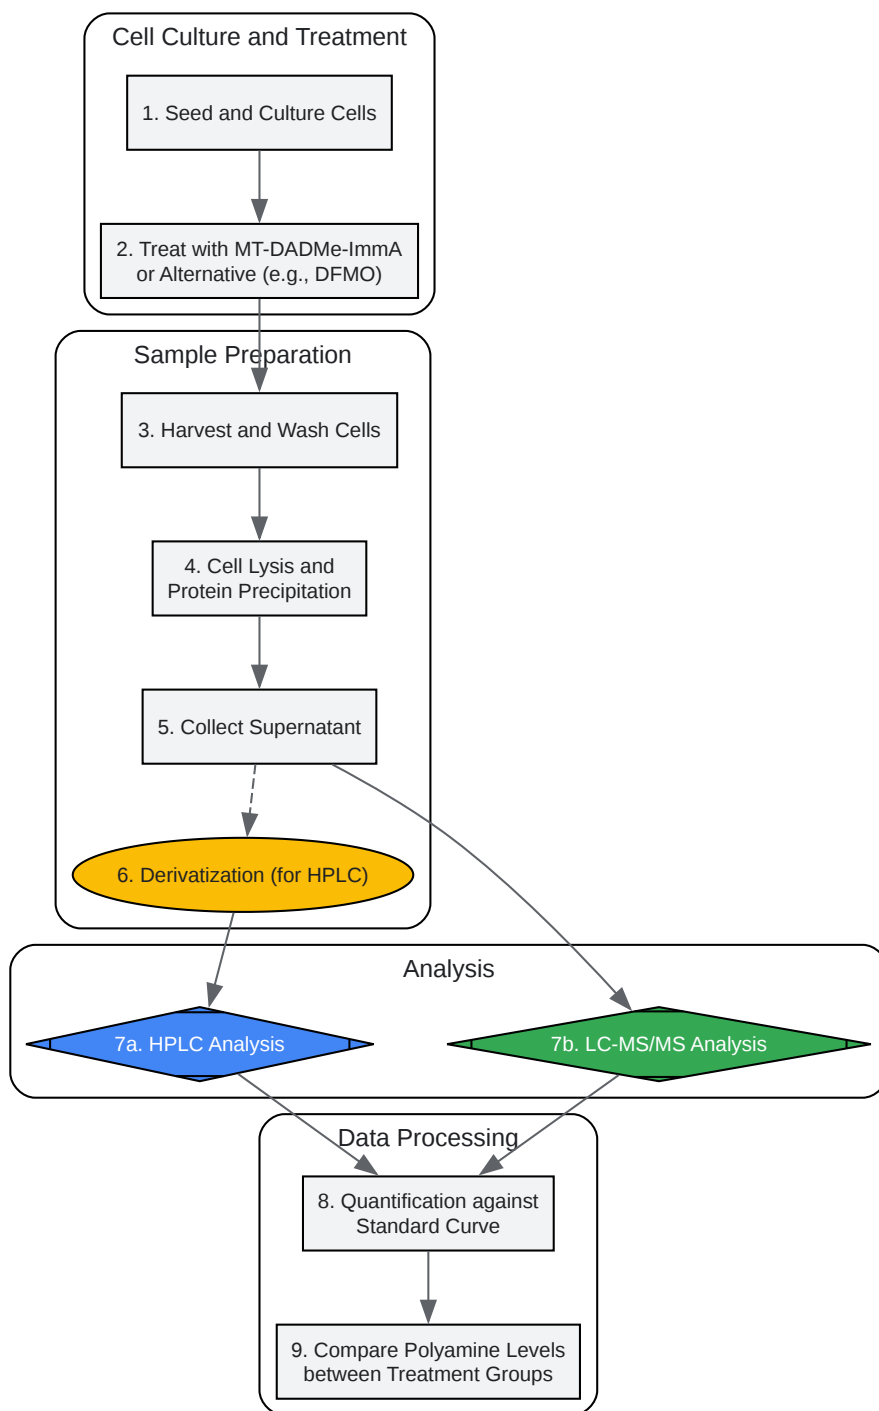 Cell Culture and Treatment
1. Seed and Culture Cells
2. Treat with MT-DADMe-ImmA
or Alternative (e.g., DFMO)
Sample Preparation
3. Harvest and Wash Cells
4. Cell Lysis and
Protein Precipitation
5. Collect Supernatant
6. Derivatization (for HPLC)
Analysis
7a. HPLC Analysis
7b. LC-MS/MS Analysis
Data Processing
8. Quantification against
Standard Curve
9. Compare Polyamine Levels
between Treatment Groups